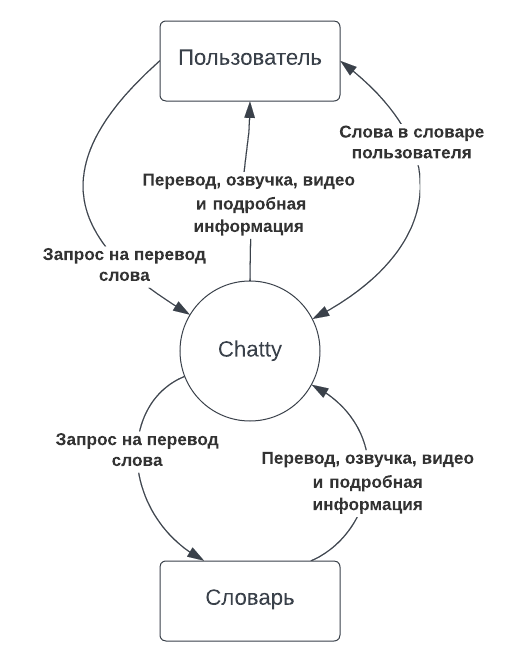 Пользователь
Слова в словаре
пользователя
Перевод, озвучка, видео
и подробная
информация
Запрос на перевод
слова
Chatty
Запрос на перевод
слова
Перевод, озвучка, видео
и подробная
информация
Словарь